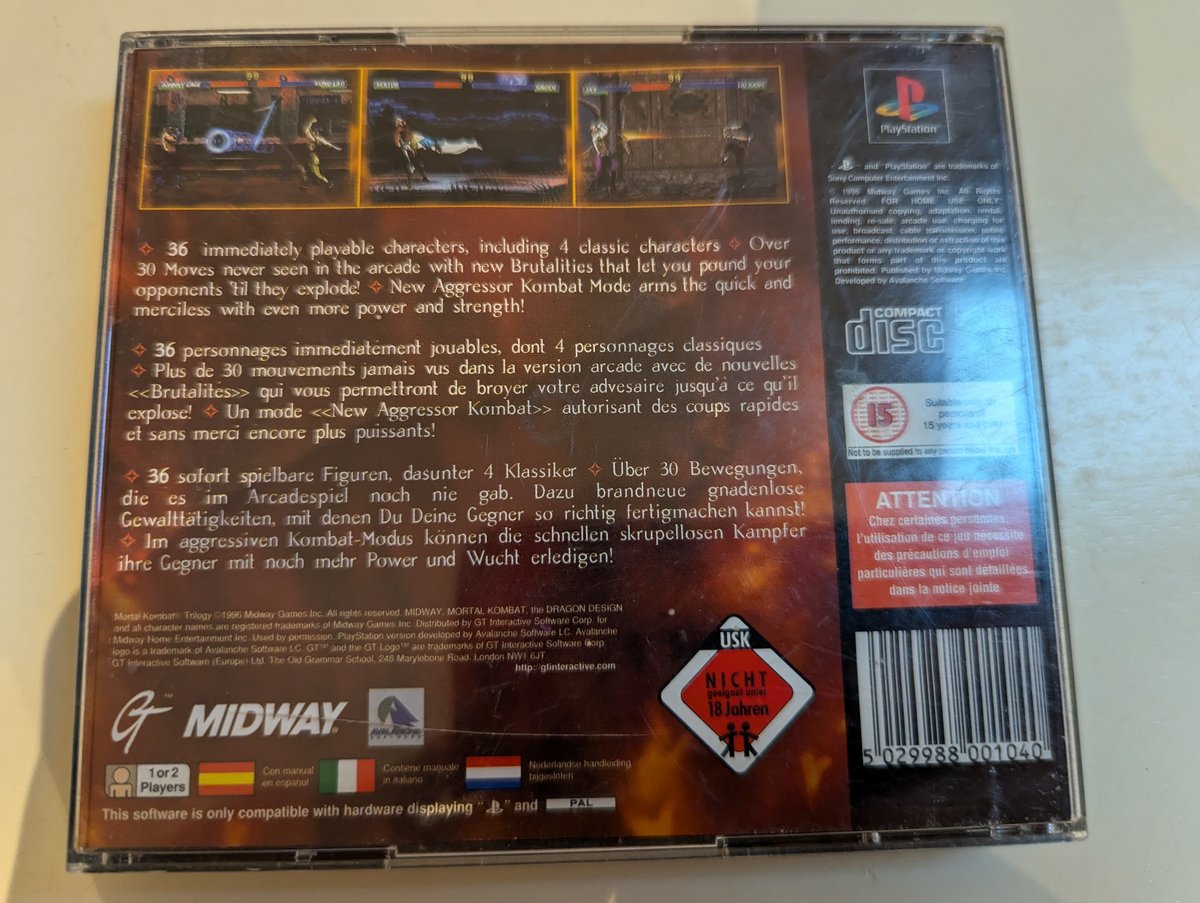 JOHNNY CAGE 99 KUNG LAO
99
JAX 99 LIU KANG
✧ 36 immediately playable characters, including 4 classic characters ✧ Over
30 Moves never seen in the arcade with new Brutalities that let you pound your
opponents 'til they explode! ✧ New Aggressor Kombat Mode arms the quick and
merciless with even more power and strength!
✧ 36 personnages immediatément jouables, dont 4 personnages classiques
✧ Plus de 30 mouvements jamais vus dans la version arcade avec de nouvelles
<<Brutalités>> qui vous permettront de broyer votre advesaire jusqu'à ce qu'il
explose! ✧ Un mode <<New Aggressor Kombat>> autorisant des coups rapides
et sans merci encore plus puissants!
✧ 36 sofort spielbare Figuren, dasunter 4 Klassiker ✧ Über 30 Bewegungen,
die es im Arcadespiel noch nie gab. Dazu brandneue gnadenlose
Gewalttätigkeiten, mit denen Du Deine Gegner so richtig fertigmachen kannst!
✧ Im aggressiven Kombat-Modus können die schnellen skrupellosen Kampfer
ihre Gegner mit noch mehr Power und Wucht erledigen!
Mortal Kombat® Trilogy ©1996 Midway Games Inc. All rights reserved. MIDWAY, MORTAL KOMBAT, the DRAGON DESIGN
and all character names are registered trademarks of Midway Games Inc. Distributed by GT Interactive Software Corp. for
Midway Home Entertainment Inc. Used by permission. PlayStation version developed by Avalanche Software LC. Avalanche
logo is a trademark of Avalanche Software LC. GT™ and the GT Logo™ are trademarks of GT Interactive Software Corp.
GT Interactive Software (Europe) Ltd. The Old Grammar School, 248 Marylebone Road, London NW1 6JT.
http://gtinteractive.com
GT™ MIDWAY® AVALANCHE
SOFTWARE
1 or 2
Players
Con manual
en español
Contiene manuale
in italiano
Nederlandse handleiding
bijgesloten
This software is only compatible with hardware displaying " " and PAL
USK
NICHT
geeignet unter
18 Jahren
PlayStation
" " and PlayStation" are trademarks of
Sony Computer Entertainment Inc.
© 1996 Midway Games Inc. All Rights
Reserved. FOR HOME USE ONLY.
Unauthorised copying, adaptation, rental,
lending, re-sale, arcade use, charging for
use, broadcast, cable transmission, public
performance, distribution or extraction of this
product or any trademark or copyright work
that forms part of this product are
prohibited. Published by Midway Games Inc.
Developed by Avalanche Software
COMPACT
disc
15
Suitable only for
persons of
15 years and over
Not to be supplied to any person below that age
ATTENTION
Chez certaines personnes,
l'utilisation de ce jeu necessite
des précautions d'emploi
particulières qui sont détaillées
dans la notice jointe
5 029988 001040